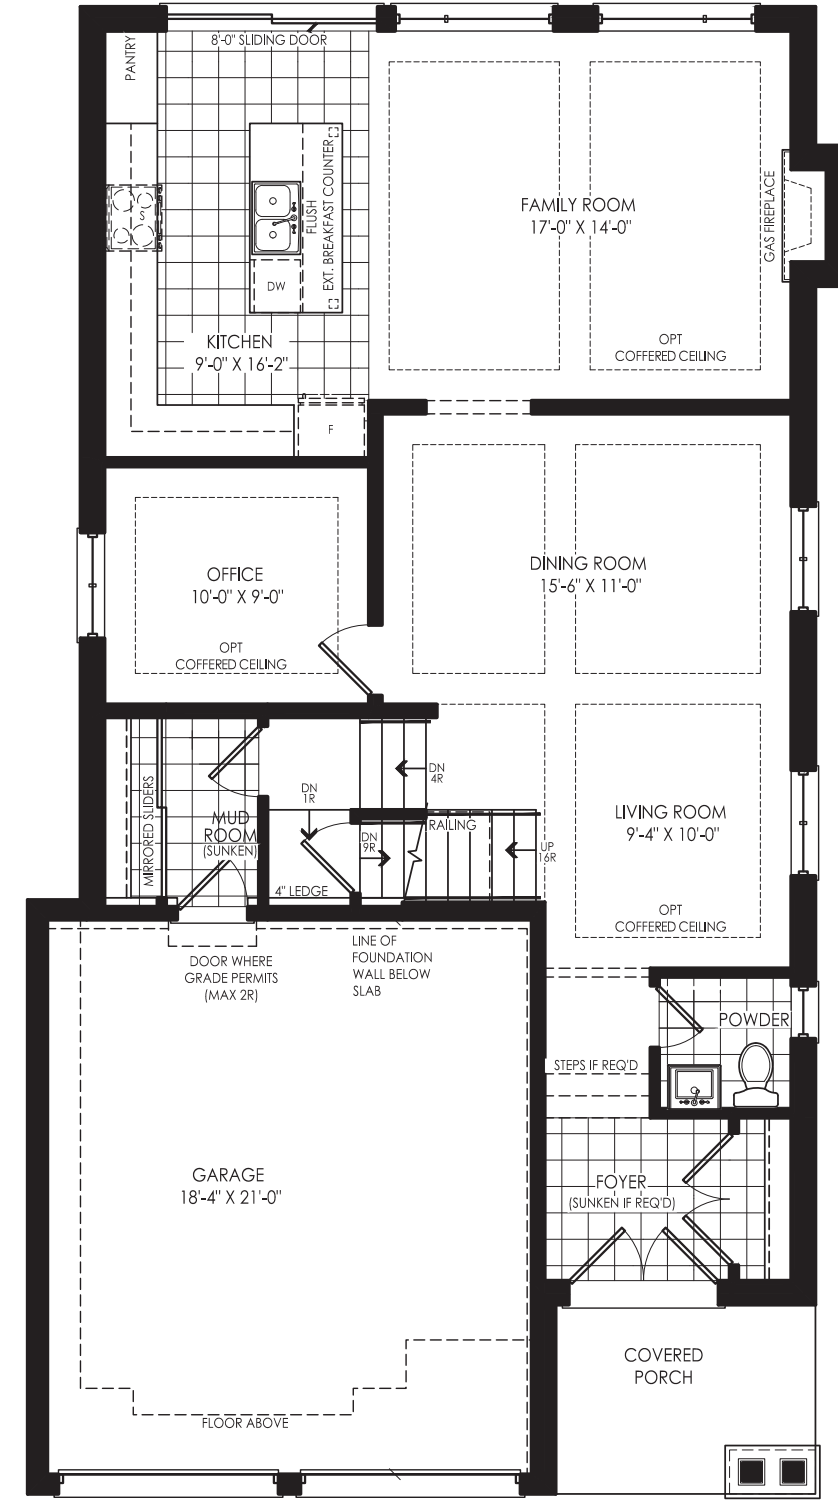 8'-0" SLIDING DOOR
PANTRY
S
FLUSH
EXT. BREAKFAST COUNTER
DW
KITCHEN
9'-0" X 16'-2"
F
FAMILY ROOM
17'-0" X 14'-0"
GAS FIREPLACE
OPT
COFFERED CEILING
OFFICE
10'-0" X 9'-0"
OPT
COFFERED CEILING
DINING ROOM
15'-6" X 11'-0"
MIRRORED SLIDERS
MUD
ROOM
(SUNKEN)
DN
1R
DN
4R
DN
9R
RAILING
UP
16R
4" LEDGE
LIVING ROOM
9'-4" X 10'-0"
OPT
COFFERED CEILING
DOOR WHERE
GRADE PERMITS
(MAX 2R)
LINE OF
FOUNDATION
WALL BELOW
SLAB
POWDER
STEPS IF REQ'D
GARAGE
18'-4" X 21'-0"
FOYER
(SUNKEN IF REQ'D)
COVERED
PORCH
FLOOR ABOVE